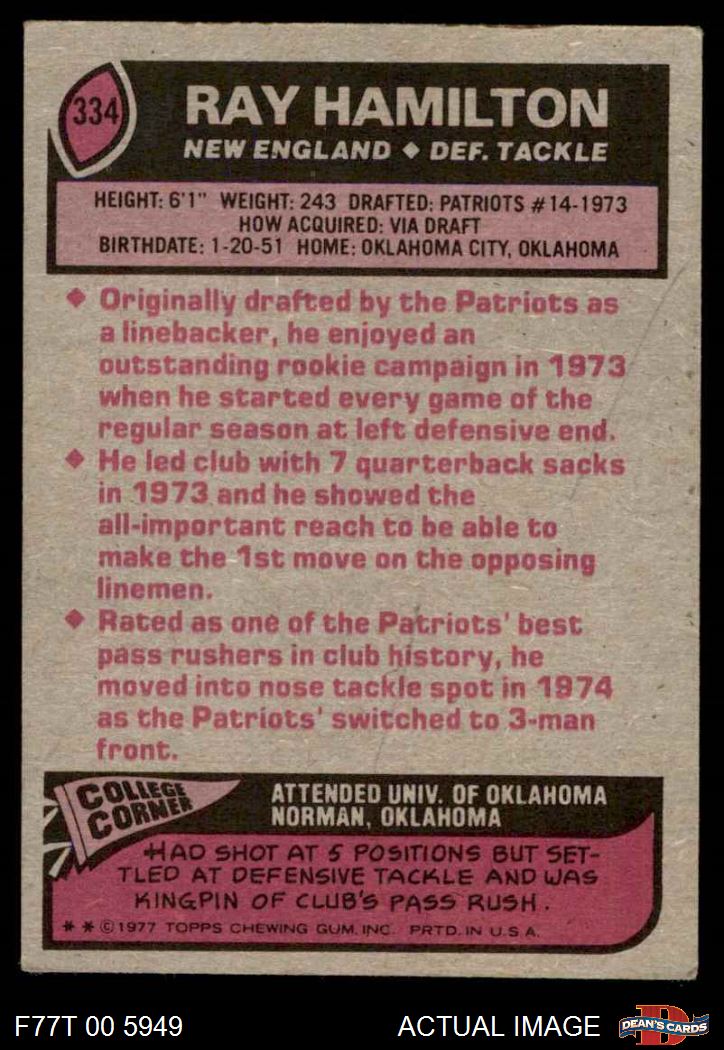 334
RAY HAMILTON
NEW ENGLAND ◆ DEF. TACKLE
HEIGHT: 6'1" WEIGHT: 243 DRAFTED: PATRIOTS #14-1973
HOW ACQUIRED: VIA DRAFT
BIRTHDATE: 1-20-51 HOME: OKLAHOMA CITY, OKLAHOMA
◆ Originally drafted by the Patriots as
a linebacker, he enjoyed an
outstanding rookie campaign in 1973
when he started every game of the
regular season at left defensive end.
◆ He led club with 7 quarterback sacks
in 1973 and he showed the
all-important reach to be able to
make the 1st move on the opposing
linemen.
◆ Rated as one of the Patriots' best
pass rushers in club history, he
moved into nose tackle spot in 1974
as the Patriots' switched to 3-man
front.
COLLEGE
CORNER
ATTENDED UNIV. OF OKLAHOMA
NORMAN, OKLAHOMA
HAD SHOT AT 5 POSITIONS BUT SET-
TLED AT DEFENSIVE TACKLE AND WAS
KINGPIN OF CLUB'S PASS RUSH.
* * © 1977 TOPPS CHEWING GUM, INC. PRTD. IN U.S.A.
F77T 00 5949
ACTUAL IMAGE
D
DEAN'S CARDS